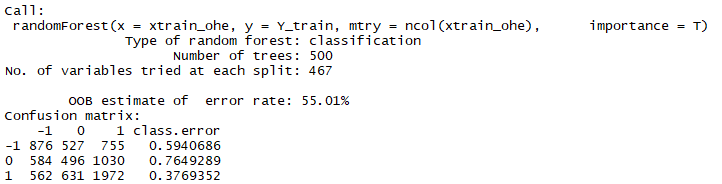 Call:
 randomForest(x = xtrain_ohe, y = Y_train, mtry = ncol(xtrain_ohe),      importance = T)
               Type of random forest: classification
                     Number of trees: 500
No. of variables tried at each split: 467

        OOB estimate of  error rate: 55.01%
Confusion matrix:
    -1   0    1 class.error
-1 876 527  755   0.5940686
0  584 496 1030   0.7649289
1  562 631 1972   0.3769352